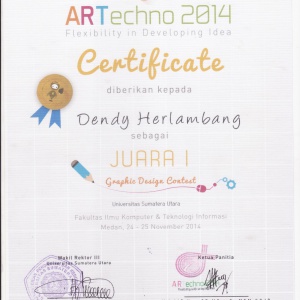 ARTechno 2014
Flexibility in Developing Idea
Certificate
diberikan kepada
Dendy Herlambang
sebagai
JUARA I
Graphic Design Contest
Universitas Sumatera Utara
Fakultas Ilmu Komputer & Teknologi Informasi
Medan, 24 - 25 November 2014
Wakil Rektor III
Universitas Sumatera Utara
Ketua Panitia
ARTechno